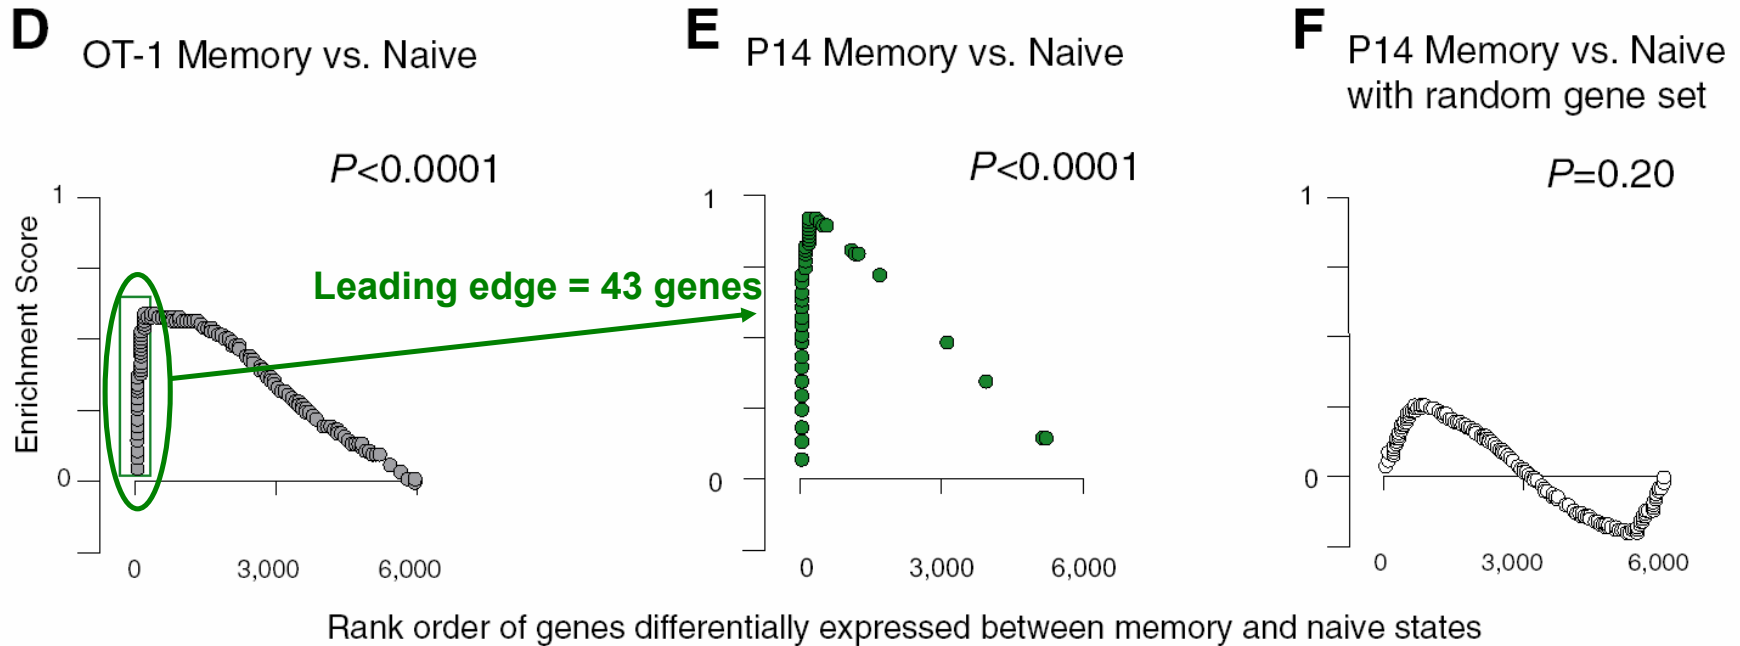 D
OT-1 Memory vs. Naive
P<0.0001
1
0
Enrichment Score
0 3,000 6,000
Leading edge = 43 genes
E
P14 Memory vs. Naive
P<0.0001
1
0
0 3,000 6,000
F
P14 Memory vs. Naive
with random gene set
P=0.20
1
0
0 3,000 6,000
Rank order of genes differentially expressed between memory and naive states